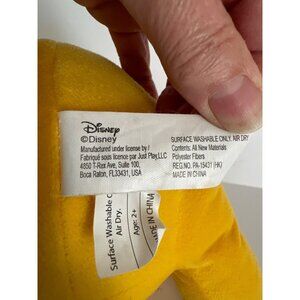 Disney
©Disney
Manufactured under license by /
Fabriqué sous licence par Just Play, LLC
4850 T-Rex Ave, Suite 100,
Boca Raton, FL33431, USA
SURFACE WASHABLE ONLY. AIR DRY
Contents: All New Materials
Polyester Fibers
REG.NO. PA-15431 (HK)
Surface Washable O
Air Dry.
Age: 2+
MADE IN CHINA